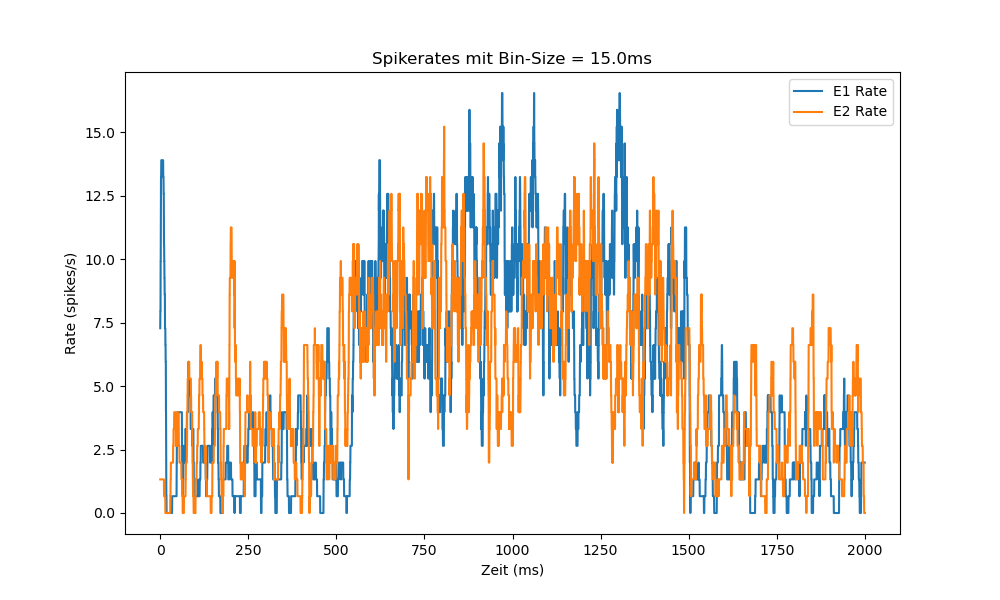 Spikerates mit Bin-Size = 15.0ms
E1 Rate
E2 Rate
Rate (spikes/s)
15.0
12.5
10.0
7.5
5.0
2.5
0.0
0 250 500 750 1000 1250 1500 1750 2000
Zeit (ms)